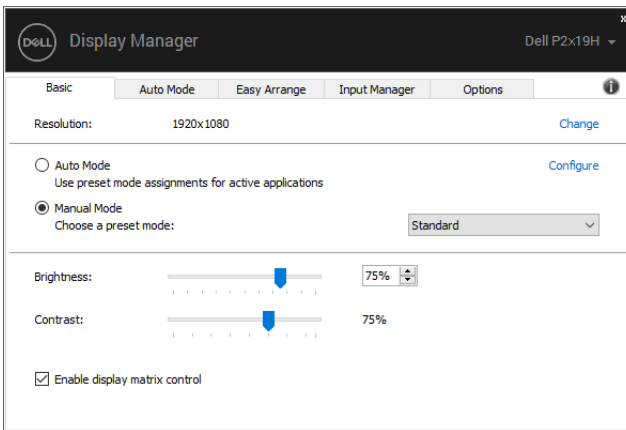 DELL Display Manager Dell P2x19H
Basic Auto Mode Easy Arrange Input Manager Options
Resolution: 1920x1080 Change
Auto Mode Configure
Use preset mode assignments for active applications
Manual Mode
Choose a preset mode: Standard
Brightness: 75%
Contrast: 75%
Enable display matrix control